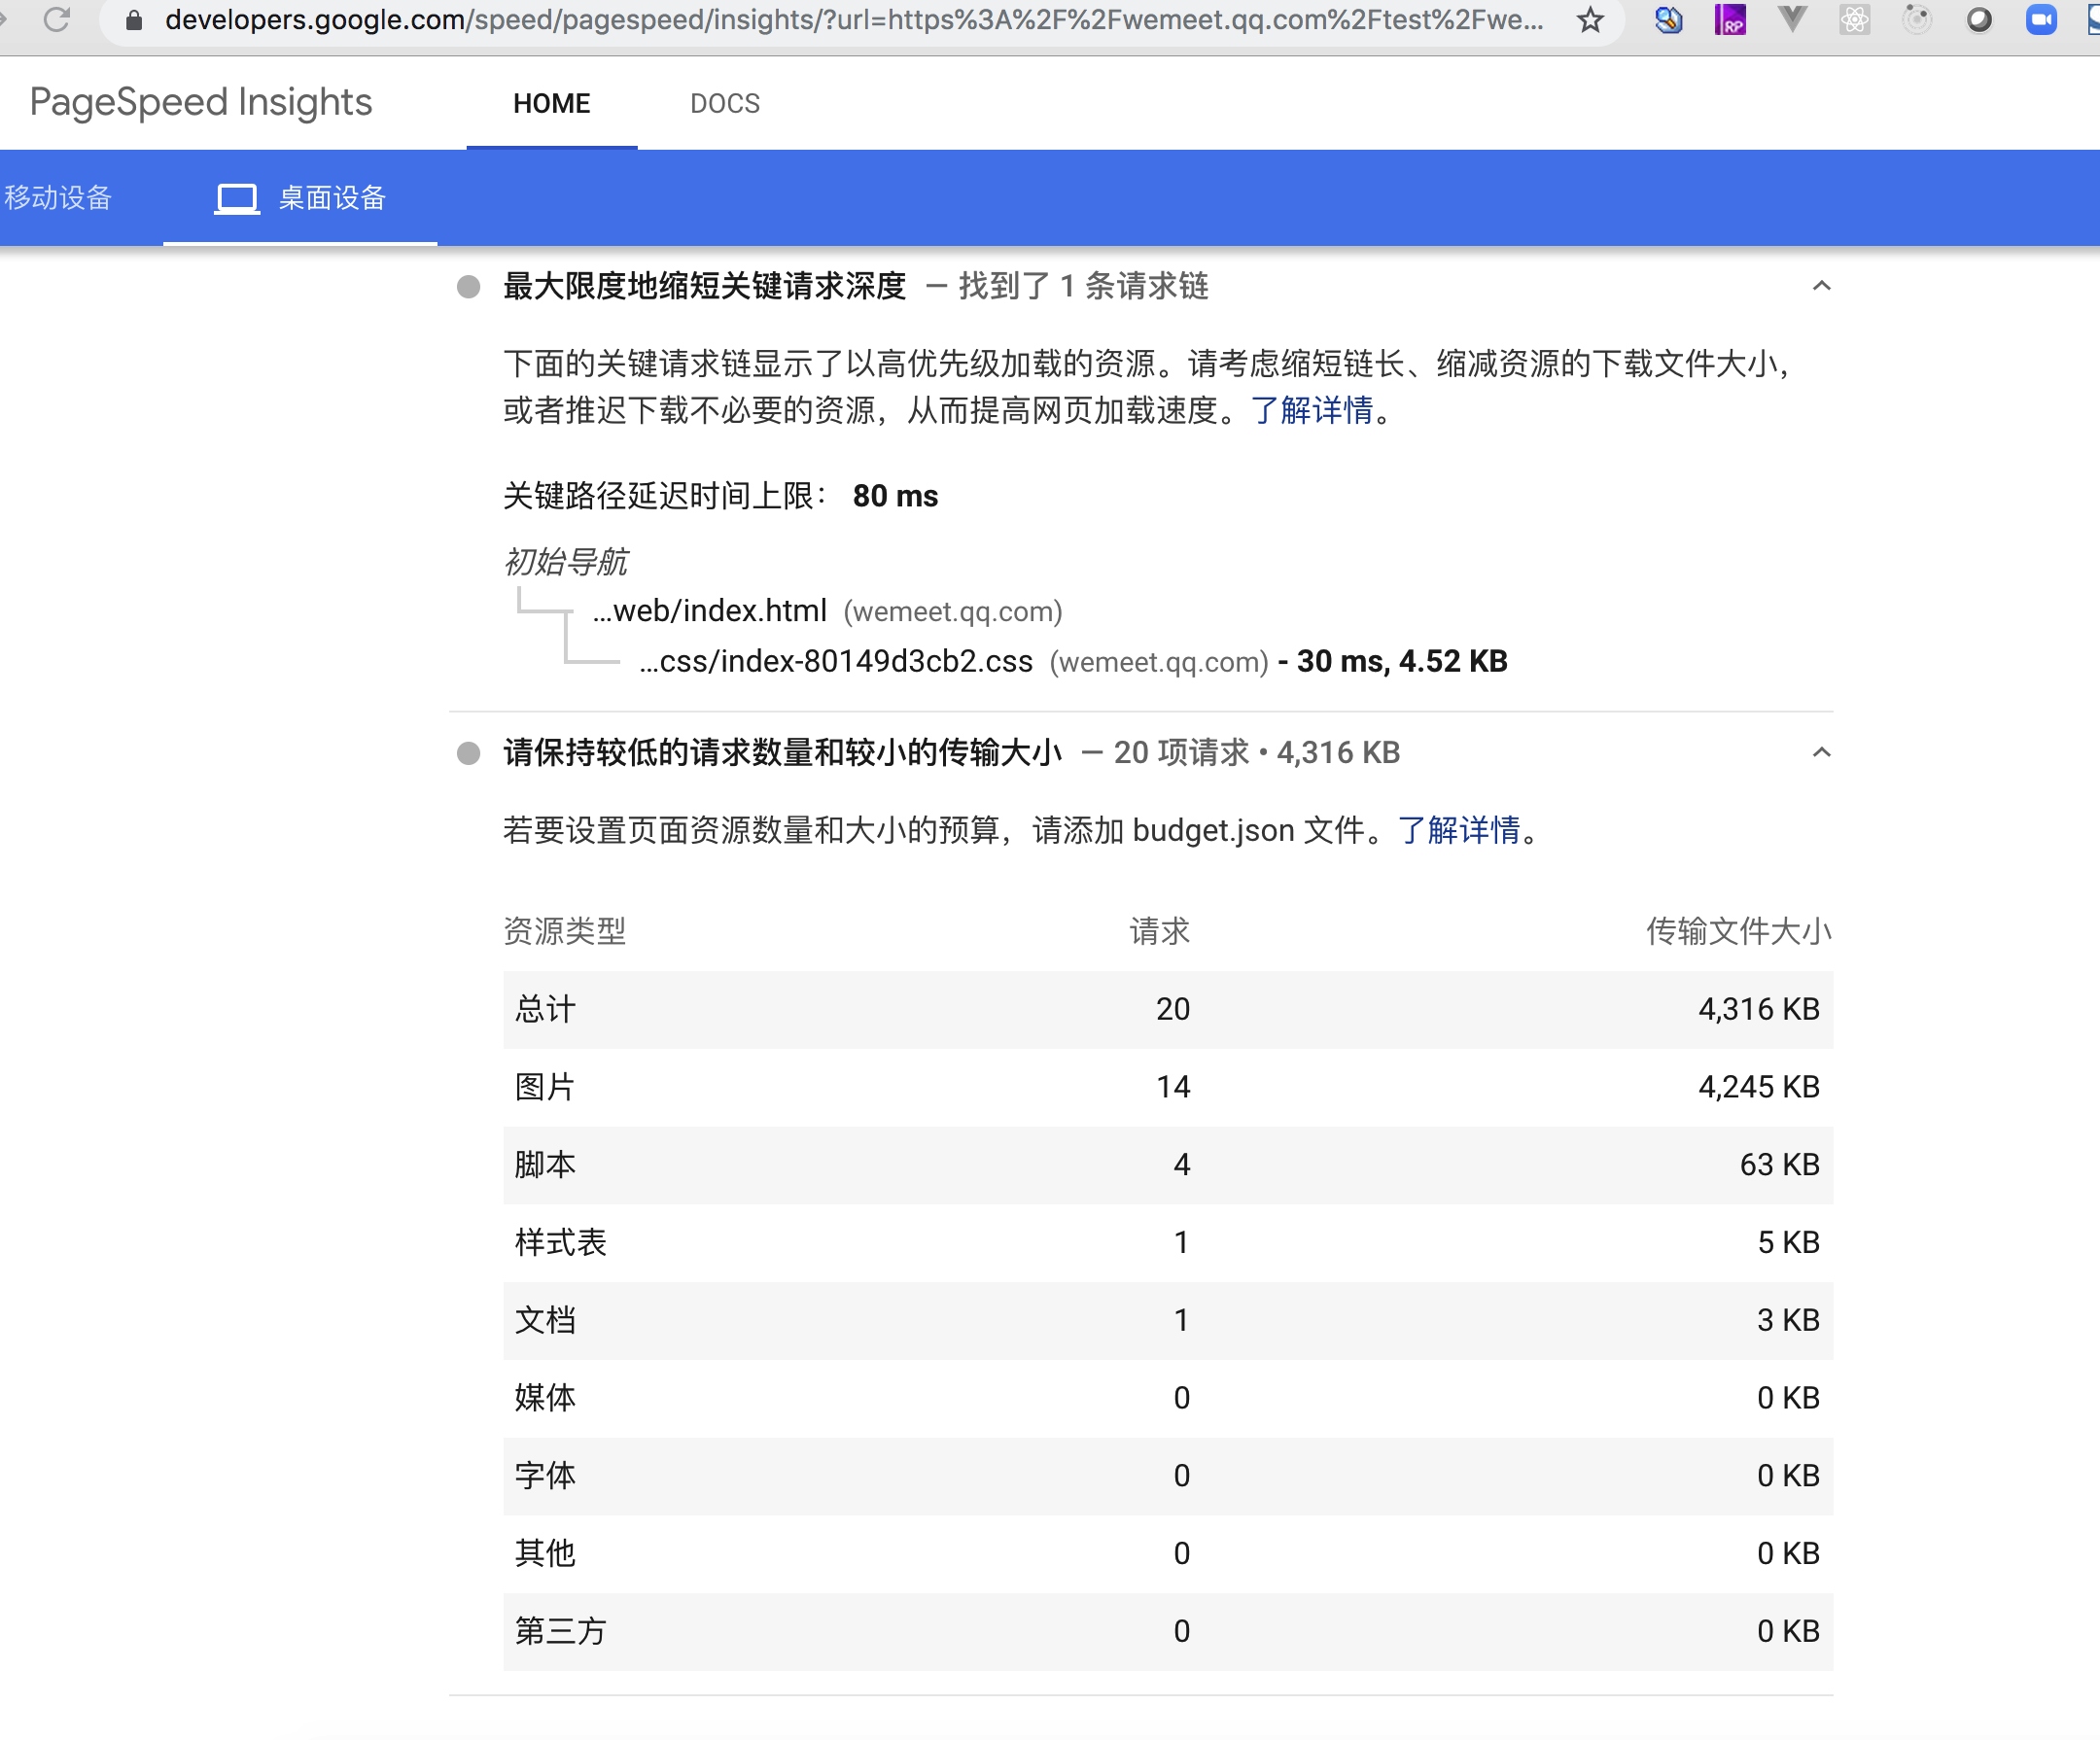 developers.google.com/speed/pagespeed/insights/?url=https%3A%2F%2Fwemeet.qq.com%2Ftest%2Fwe...
RP
PageSpeed Insights
HOME
DOCS
移动设备
桌面设备
最大限度地缩短关键请求深度 — 找到了 1 条请求链
下面的关键请求链显示了以高优先级加载的资源。请考虑缩短链长、缩减资源的下载文件大小，
或者推迟下载不必要的资源，从而提高网页加载速度。了解详情。
关键路径延迟时间上限： 80 ms
初始导航
...web/index.html (wemeet.qq.com)
...css/index-80149d3cb2.css (wemeet.qq.com) - 30 ms, 4.52 KB
请保持较低的请求数量和较小的传输大小 — 20 项请求 • 4,316 KB
若要设置页面资源数量和大小的预算，请添加 budget.json 文件。了解详情。
资源类型 请求 传输文件大小
总计 20 4,316 KB
图片 14 4,245 KB
脚本 4 63 KB
样式表 1 5 KB
文档 1 3 KB
媒体 0 0 KB
字体 0 0 KB
其他 0 0 KB
第三方 0 0 KB